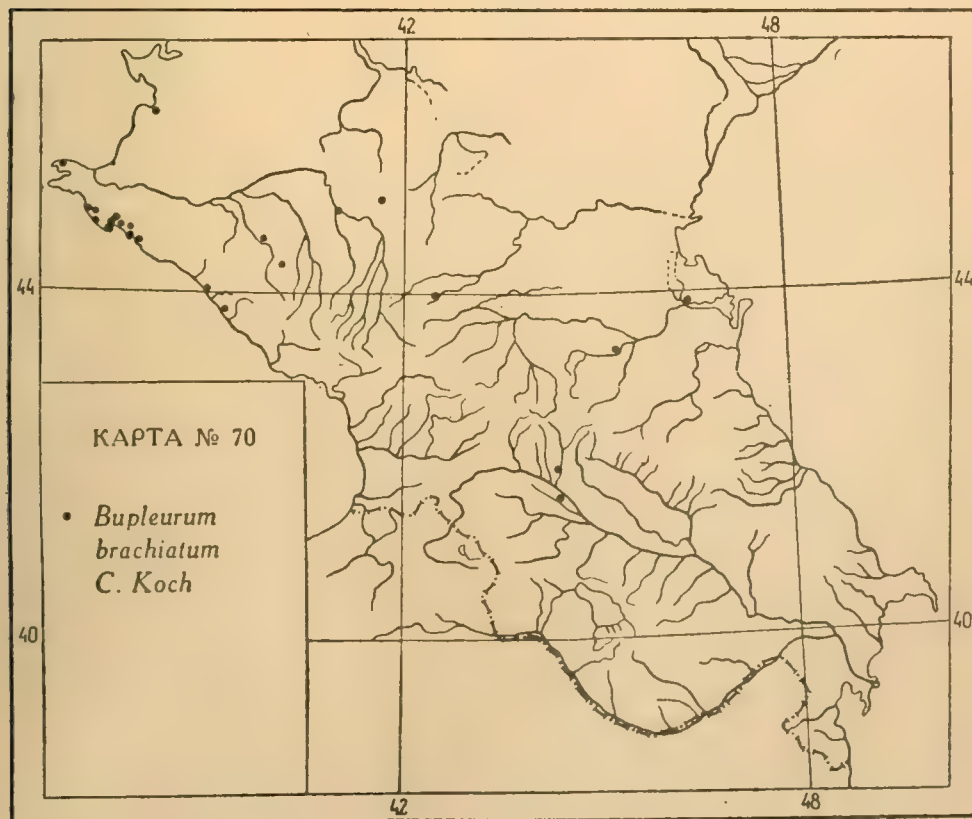 42 48
44 44
КАРТА № 70
• Bupleurum
brachiatum
C. Koch
40 40
42 48